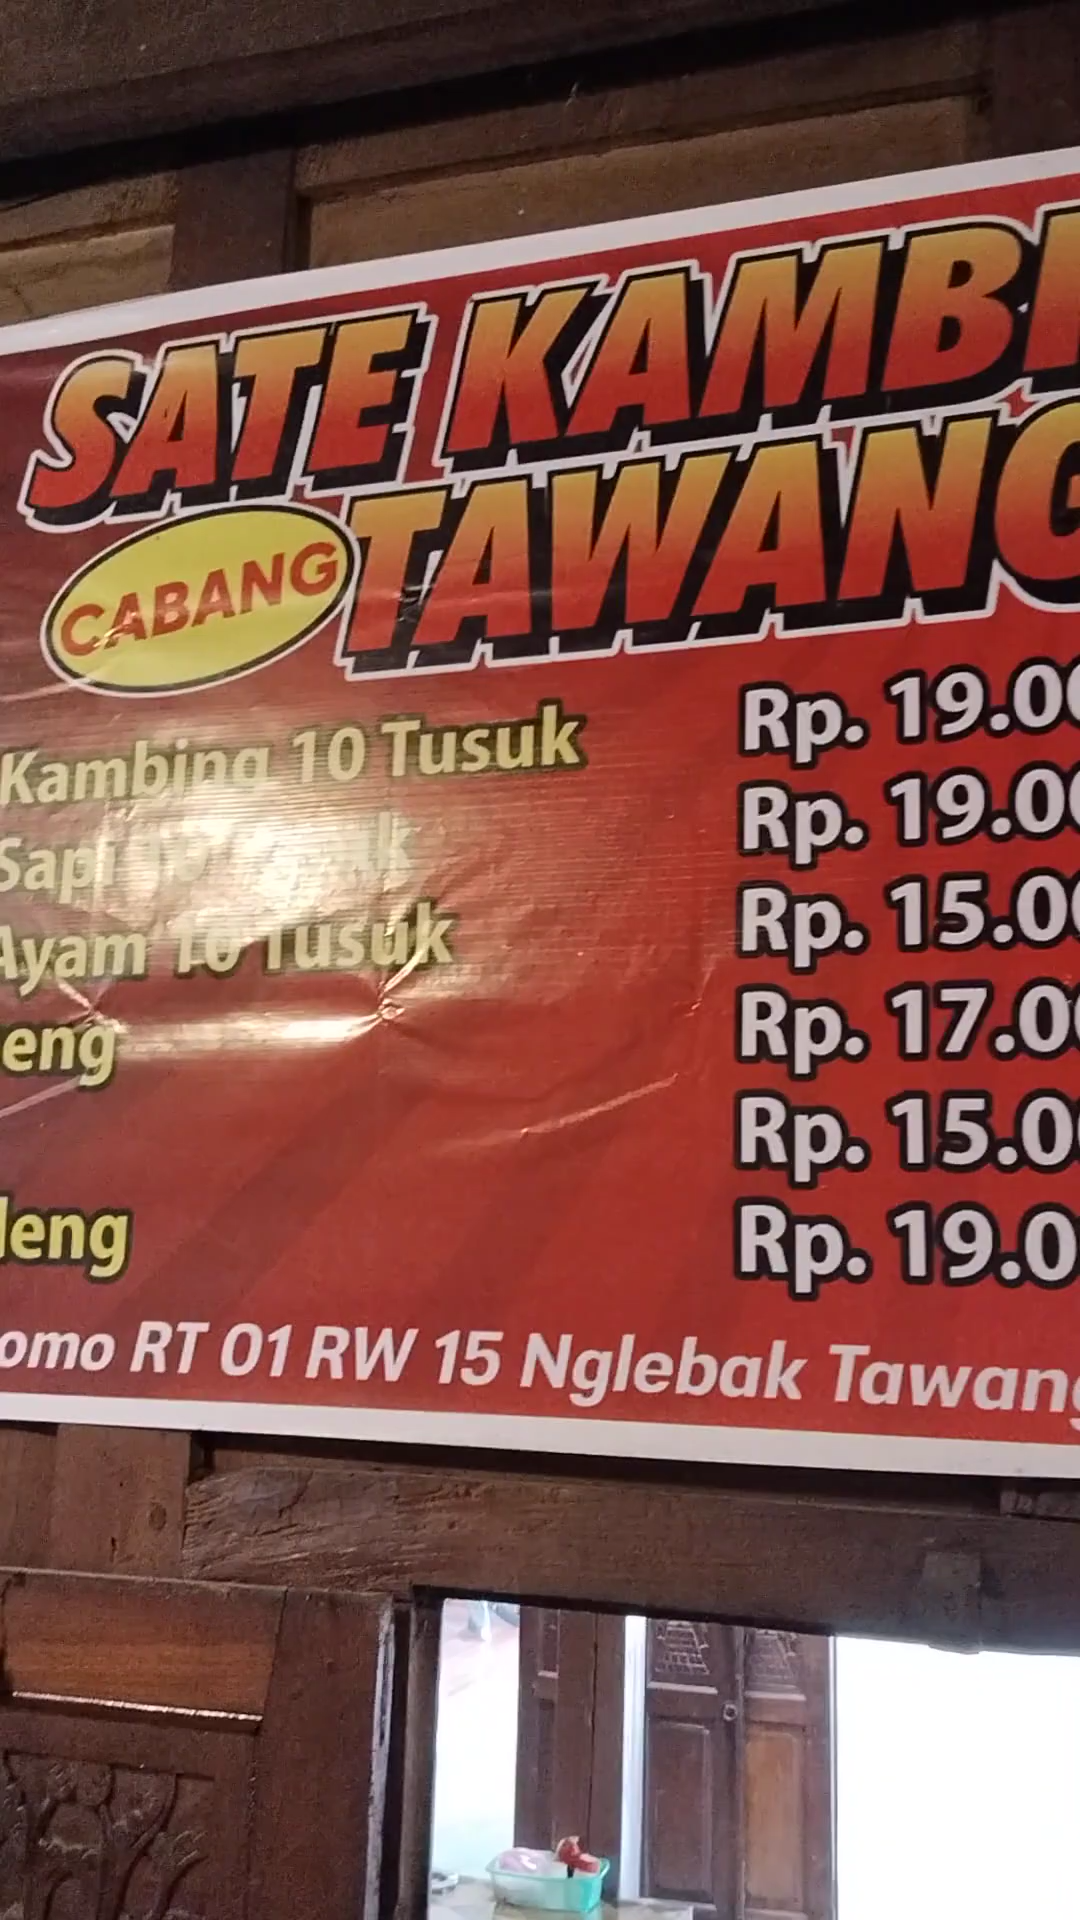 SATE KAMBI
CABANG TAWANG
Kambing 10 Tusuk Rp. 19.00
Sapi 10 Tusuk Rp. 19.00
Ayam 10 Tusuk Rp. 15.00
eng Rp. 17.00
Rp. 15.00
leng Rp. 19.0
omo RT 01 RW 15 Nglebak Tawang